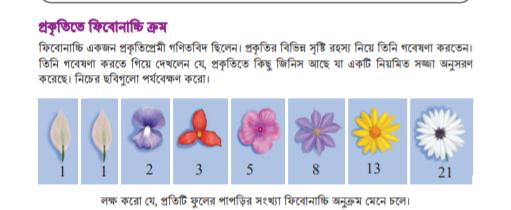 প্রকৃতিতে ফিবোনাচ্চি ক্রম
ফিবোনাচ্চি একজন প্রকৃতিপ্রেমী গণিতবিদ ছিলেন। প্রকৃতির বিভিন্ন সৃষ্টি রহস্য নিয়ে তিনি গবেষণা করতেন।
তিনি গবেষণা করতে গিয়ে দেখলেন যে, প্রকৃতিতে কিছু জিনিস আছে যা একটি নিয়মিত সজ্জা অনুসরণ
করেছে। নিচের ছবিগুলো পর্যবেক্ষণ করো।
1 1 2 3 5 8 13 21
লক্ষ করো যে, প্রতিটি ফুলের পাপড়ির সংখ্যা ফিবোনাচ্চি অনুক্রম মেনে চলে।